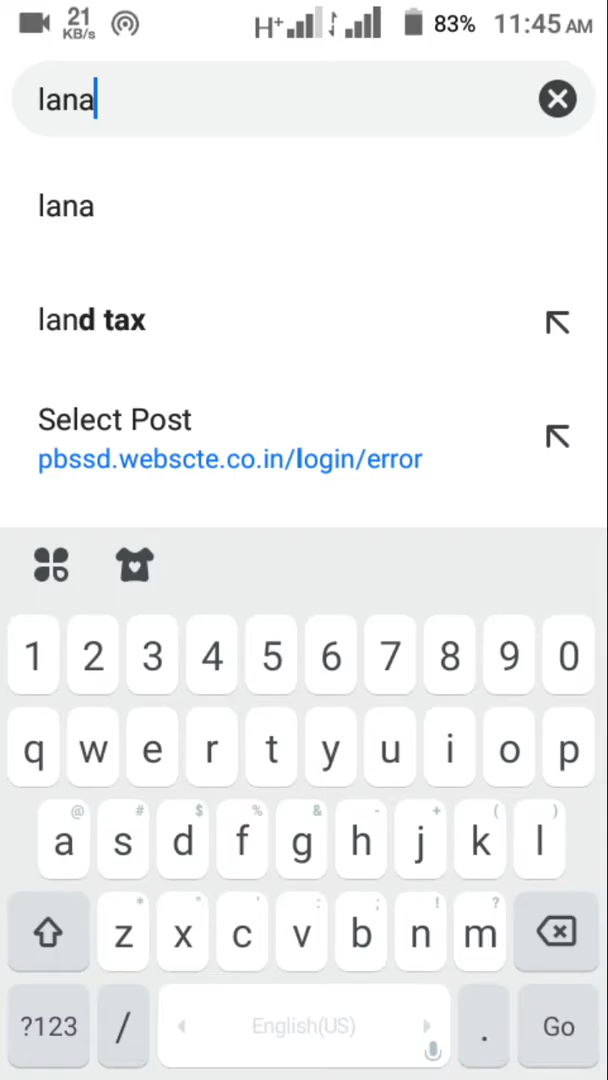 21 KB/s H+ 83% 11:45 AM
lana
lana
land tax
Select Post
pbssd.webscte.co.in/login/error
1 2 3 4 5 6 7 8 9 0
q w e r t y u i o p
@ # $ % & - + ( )
a s d f g h j k l
* " ' : ; ! ?
z x c v b n m
?123 / English(US) . Go